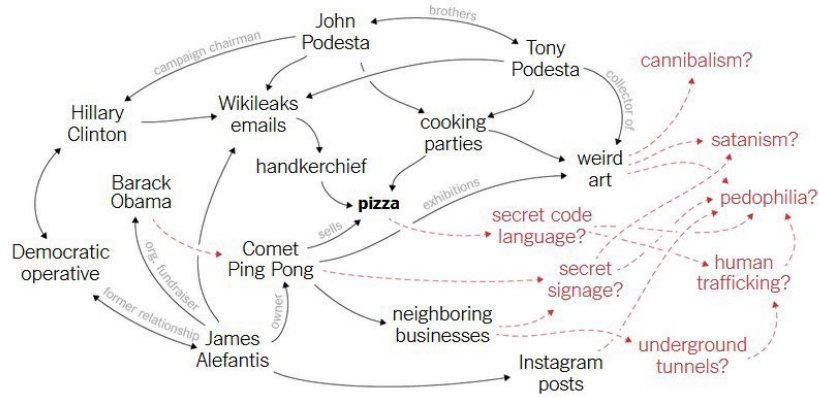 John
Podesta
brothers
Tony
Podesta
campaign chairman
cannibalism?
collector of
Hillary
Clinton
Wikileaks
emails
cooking
parties
satanism?
weird
art
handkerchief
Barack
Obama
pizza
exhibitions
pedophilia?
secret code
language?
sells
Democratic
operative
org. fundraiser
Comet
Ping Pong
secret
signage?
human
trafficking?
former relationship
owner
neighboring
businesses
James
Alefantis
underground
tunnels?
Instagram
posts